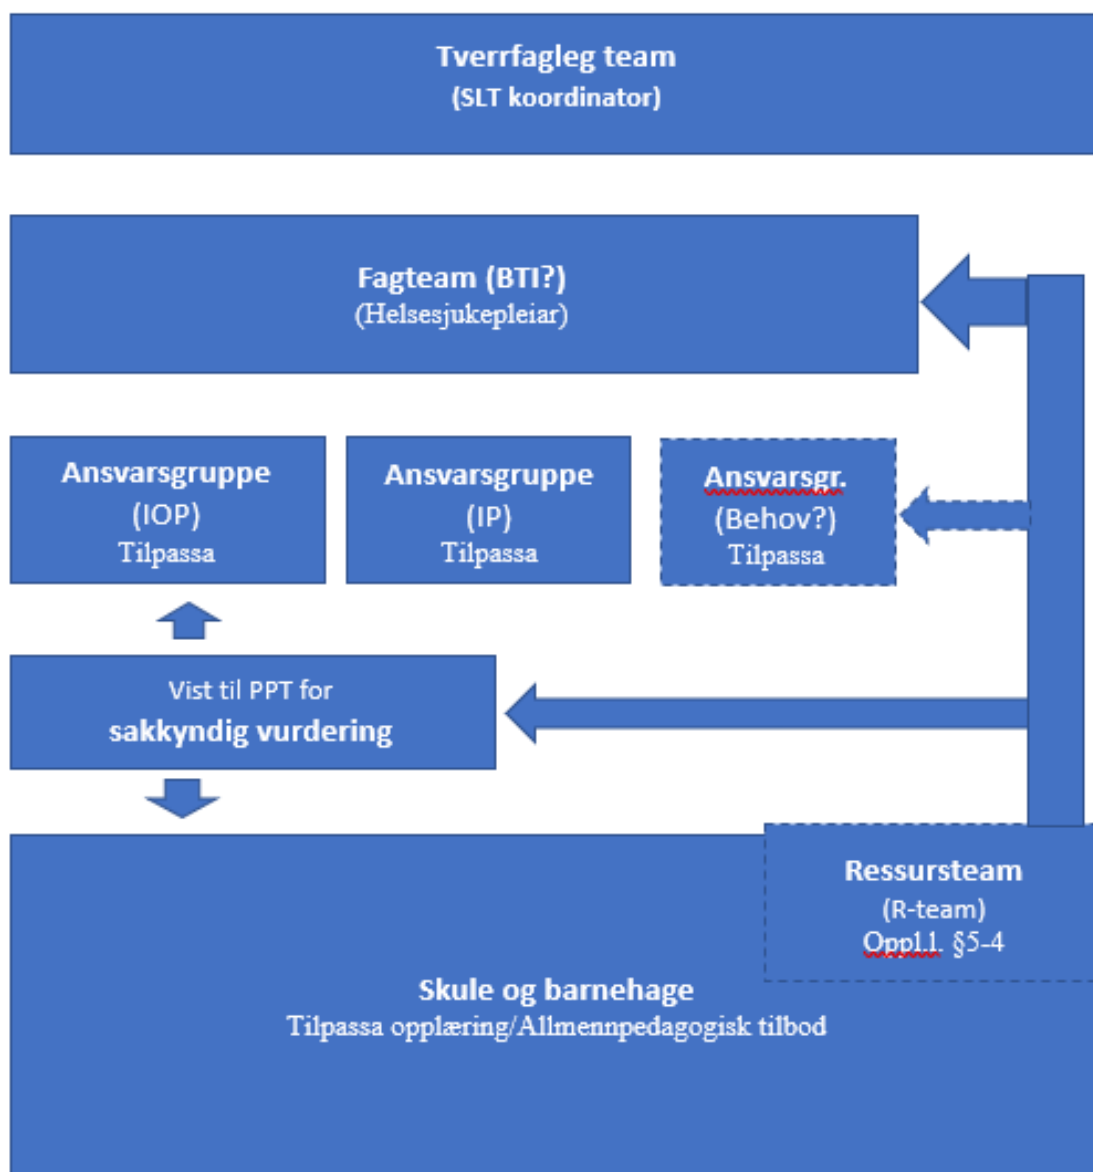 Tverrfagleg team
(SLT koordinator)
Fagteam (BTI?)
(Helsesjukepleiar)
Ansvarsgruppe
(IOP)
Tilpassa
Ansvarsgruppe
(IP)
Tilpassa
Ansvarsgr.
(Behov?)
Tilpassa
Vist til PPT for
sakkyndig vurdering
Ressursteam
(R-team)
Oppl.l. §5-4
Skule og barnehage
Tilpassa opplæring/Allmennpedagogisk tilbod